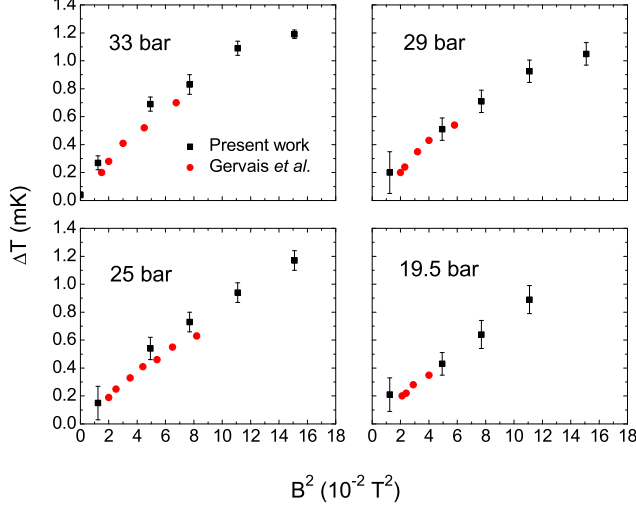 1.4
1.2
1.0
0.8
0.6
0.4
0.2
0.0
33 bar
Present work
Gervais et al.
29 bar
1.4
1.2
1.0
0.8
0.6
0.4
0.2
0.0
25 bar
0 2 4 6 8 10 12 14 16 18
19.5 bar
0 2 4 6 8 10 12 14 16 18
ΔT (mK)
B² (10⁻² T²)